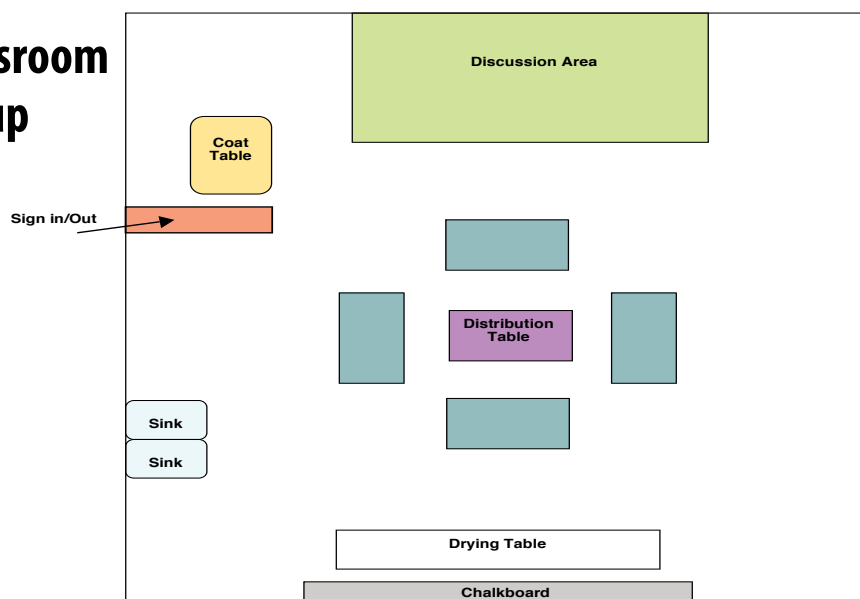 sroom
up
Discussion Area
Coat
Table
Sign in/Out
Distribution
Table
Sink
Sink
Drying Table
Chalkboard